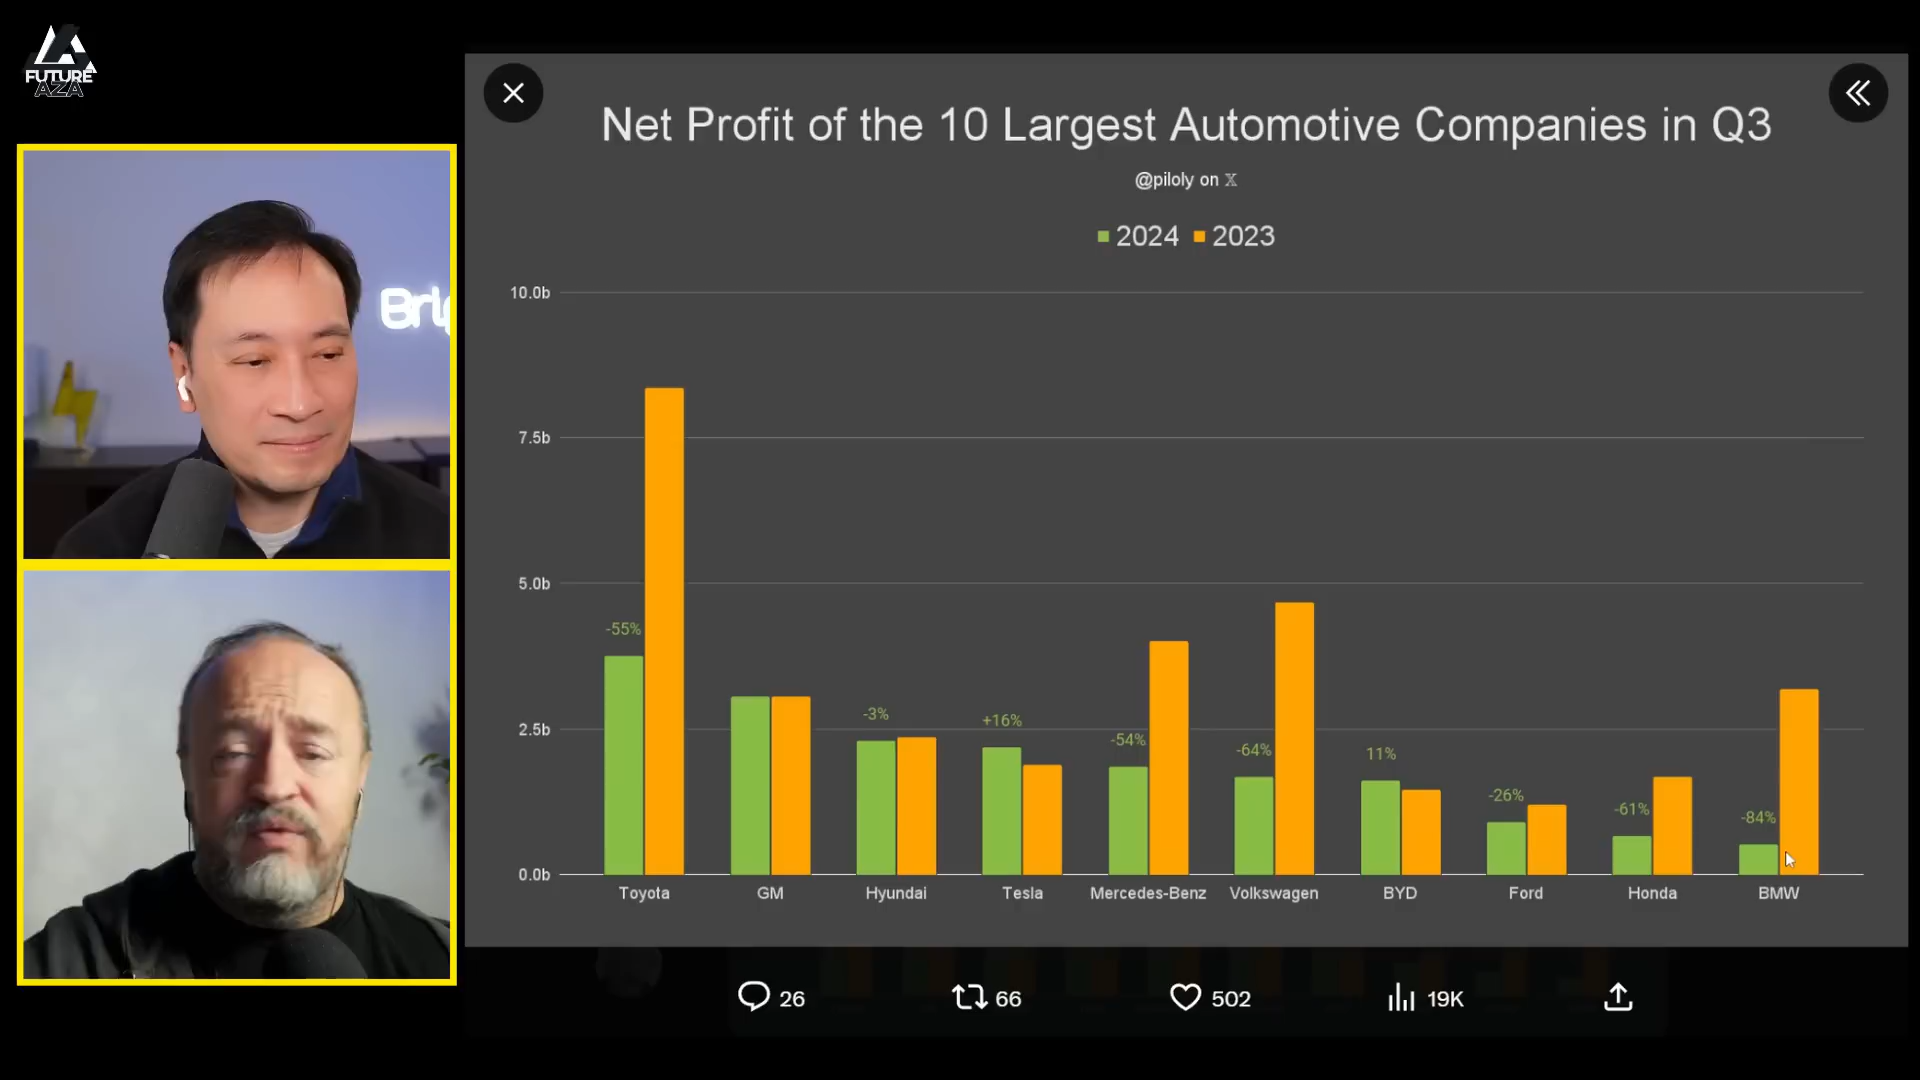 FUTURE
AZA
Net Profit of the 10 Largest Automotive Companies in Q3
@piloly on 𝕏
2024 2023
10.0b
7.5b
5.0b
2.5b
0.0b
-55%
-3%
+16%
-54%
-64%
11%
-26%
-61%
-84%
Toyota GM Hyundai Tesla Mercedes-Benz Volkswagen BYD Ford Honda BMW
26 66 502 19K